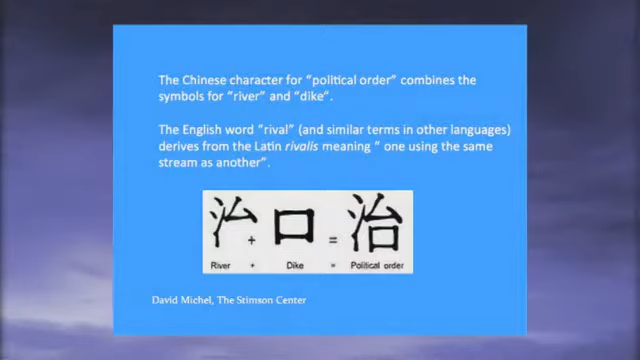 The Chinese character for "political order" combines the
symbols for "river" and "dike".
The English word "rival" (and similar terms in other languages)
derives from the Latin rivalis meaning " one using the same
stream as another".
+ 口 = 治
River + Dike = Political order
David Michel, The Stimson Center